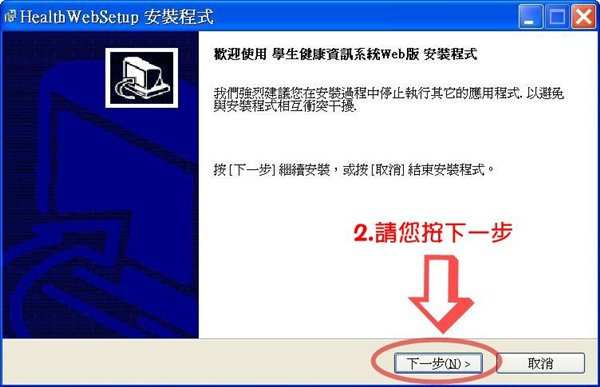 HealthWebSetup 安裝程式
歡迎使用 學生健康資訊系統Web版 安裝程式
我們強烈建議您在安裝過程中停止執行其它的應用程式. 以避免
與安裝程式相互衝突干擾.
按 [下一步] 繼續安裝，或按 [取消] 結束安裝程式。
2.請您按下一步
下一步(N) >
取消